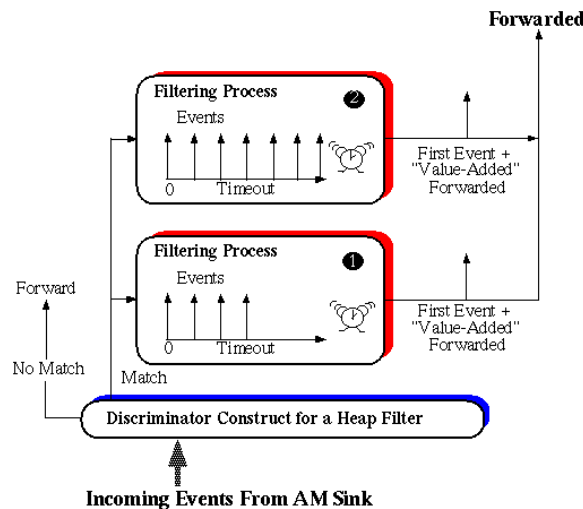 Forwarded
Filtering Process
2
Events
0
Timeout
First Event +
"Value-Added"
Forwarded
Filtering Process
1
Events
0
Timeout
First Event +
"Value-Added"
Forwarded
Forward
No Match
Match
Discriminator Construct for a Heap Filter
Incoming Events From AM Sink